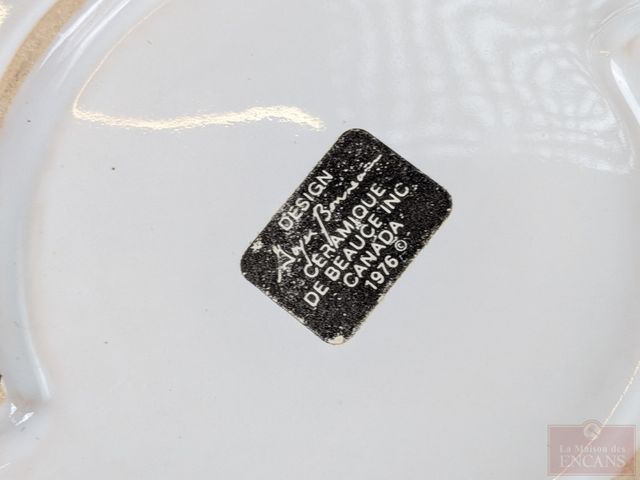 DESIGN
CÉRAMIQUE
DE BEAUCE INC
CANADA
1976 ©
La Maison des
ENCANS